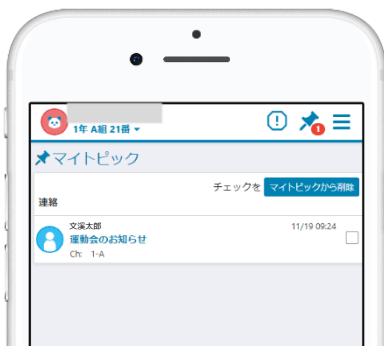 1年 A組 21番
1
マイトピック
チェックを マイトピックから削除
連絡
文溪太郎 11/19 09:24
運動会のお知らせ
Ch: 1-A